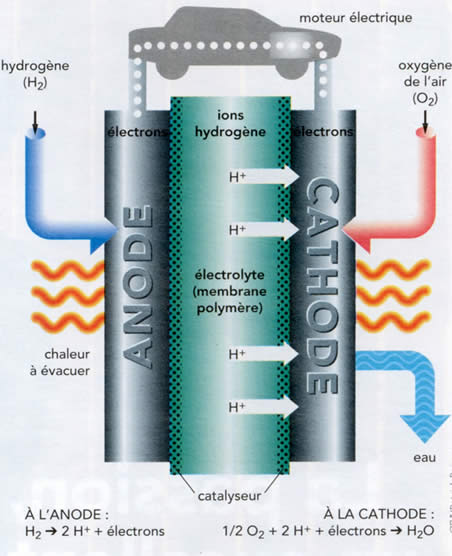 moteur électrique
hydrogène
(H₂)
oxygène
de l'air
(O₂)
ions
hydrogène
électrons
électrons
H+
H+
ANODE
CATHODE
électrolyte
(membrane
polymère)
chaleur
à évacuer
H+
H+
eau
catalyseur
À L'ANODE :
H₂ ➔ 2 H+ + électrons
À LA CATHODE :
1/2 O₂ + 2 H+ + électrons ➔ H₂O